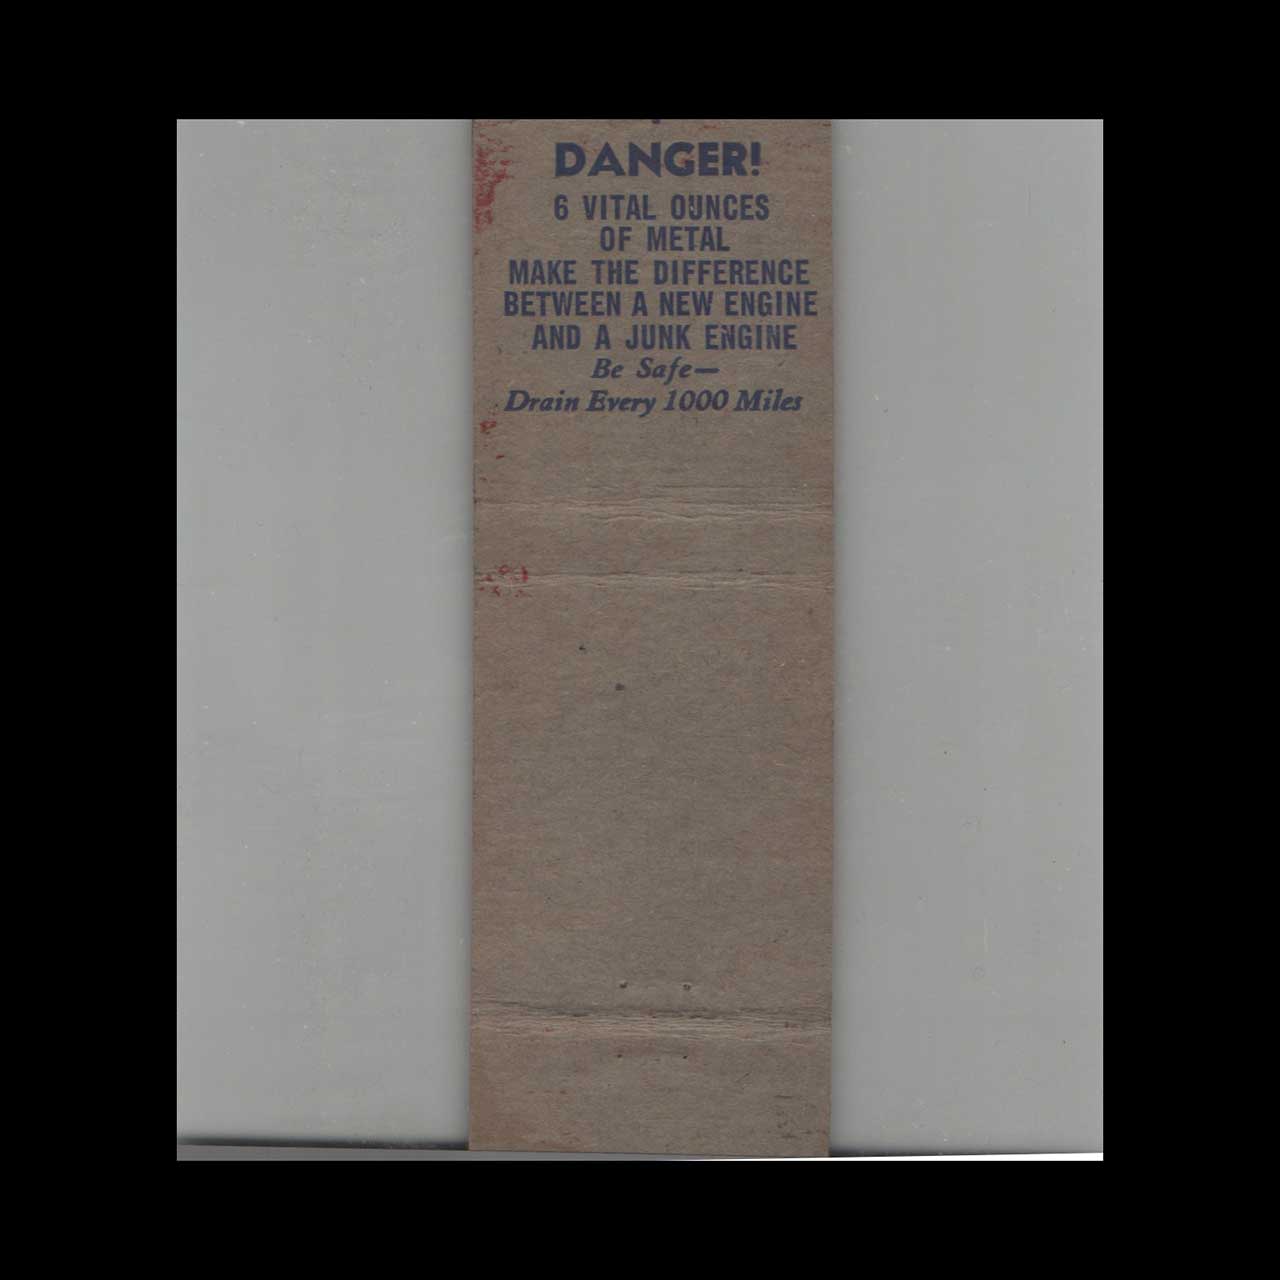 DANGER!
6 VITAL OUNCES
OF METAL
MAKE THE DIFFERENCE
BETWEEN A NEW ENGINE
AND A JUNK ENGINE
Be Safe—
Drain Every 1000 Miles